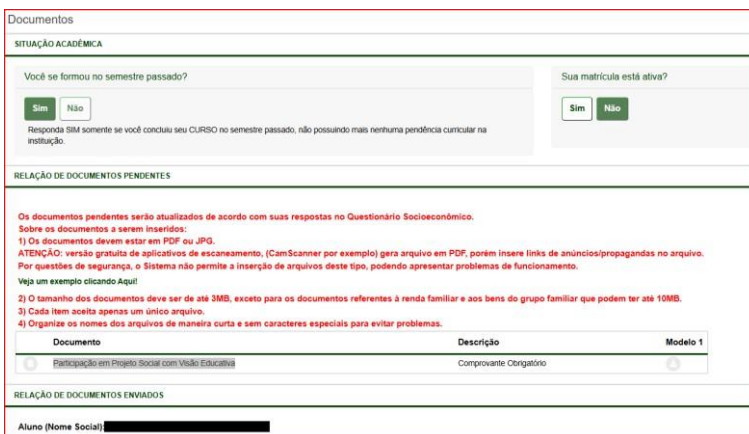 Documentos
SITUAÇÃO ACADÊMICA
Você se formou no semestre passado?
Sim Não
Responda SIM somente se você concluiu seu CURSO no semestre passado, não possuindo mais nenhuma pendência curricular na
instituição.
Sua matrícula está ativa?
Sim Não
RELAÇÃO DE DOCUMENTOS PENDENTES
Os documentos pendentes serão atualizados de acordo com suas respostas no Questionário Socioeconômico.
Sobre os documentos a serem inseridos:
1) Os documentos devem estar em PDF ou JPG.
ATENÇÃO: versão gratuita de aplicativos de escaneamento, (CamScanner por exemplo) gera arquivo em PDF, porém insere links de anúncios/propagandas no arquivo.
Por questões de segurança, o Sistema não permite a inserção de arquivos deste tipo, podendo apresentar problemas de funcionamento.
Veja um exemplo clicando Aqui!
2) O tamanho dos documentos deve ser de até 3MB, exceto para os documentos referentes à renda familiar e aos bens do grupo familiar que podem ter até 10MB.
3) Cada item aceita apenas um único arquivo.
4) Organize os nomes dos arquivos de maneira curta e sem caracteres especiais para evitar problemas.
Documento Descrição Modelo 1
Participação em Projeto Social com Visão Educativa Comprovante Obrigatório
RELAÇÃO DE DOCUMENTOS ENVIADOS
Aluno (Nome Social):